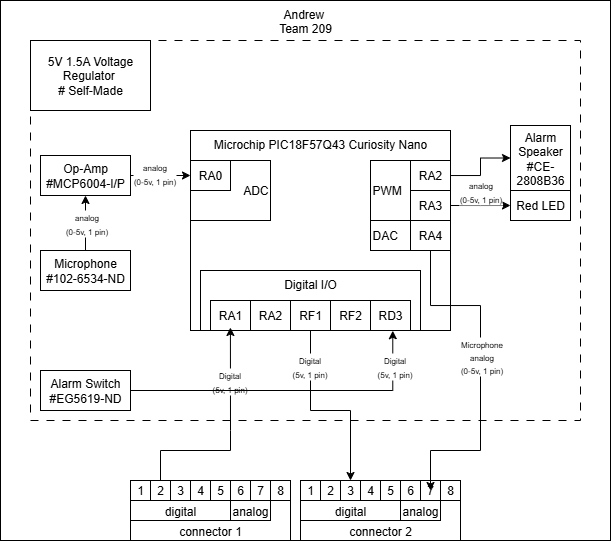 Andrew
Team 209
5V 1.5A Voltage
Regulator
# Self-Made
Microchip PIC18F57Q43 Curiosity Nano
Op-Amp
#MCP6004-I/P
analog
(0-5v, 1 pin)
RA0
ADC
PWM
RA2
RA3
DAC
RA4
analog
(0-5v, 1 pin)
Alarm
Speaker
#CE-
2808B36
Red LED
analog
(0-5v, 1 pin)
Microphone
#102-6534-ND
Digital I/O
RA1
RA2
RF1
RF2
RD3
Alarm Switch
#EG5619-ND
Digital
(5v, 1 pin)
Digital
(5v, 1 pin)
Digital
(5v, 1 pin)
Microphone
analog
(0-5v, 1 pin)
1 2 3 4 5 6 7 8
digital analog
connector 1
1 2 3 4 5 6 7 8
digital analog
connector 2